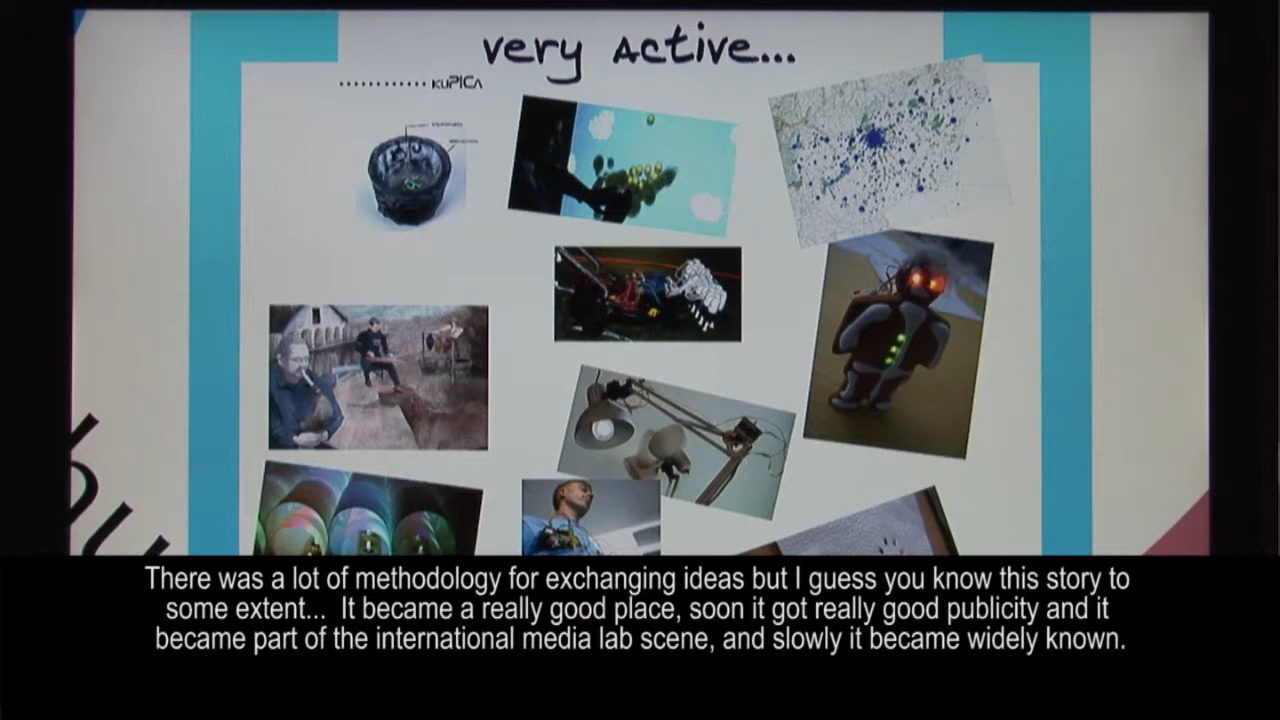 very active...
kuPICA
There was a lot of methodology for exchanging ideas but I guess you know this story to
some extent... It became a really good place, soon it got really good publicity and it
became part of the international media lab scene, and slowly it became widely known.